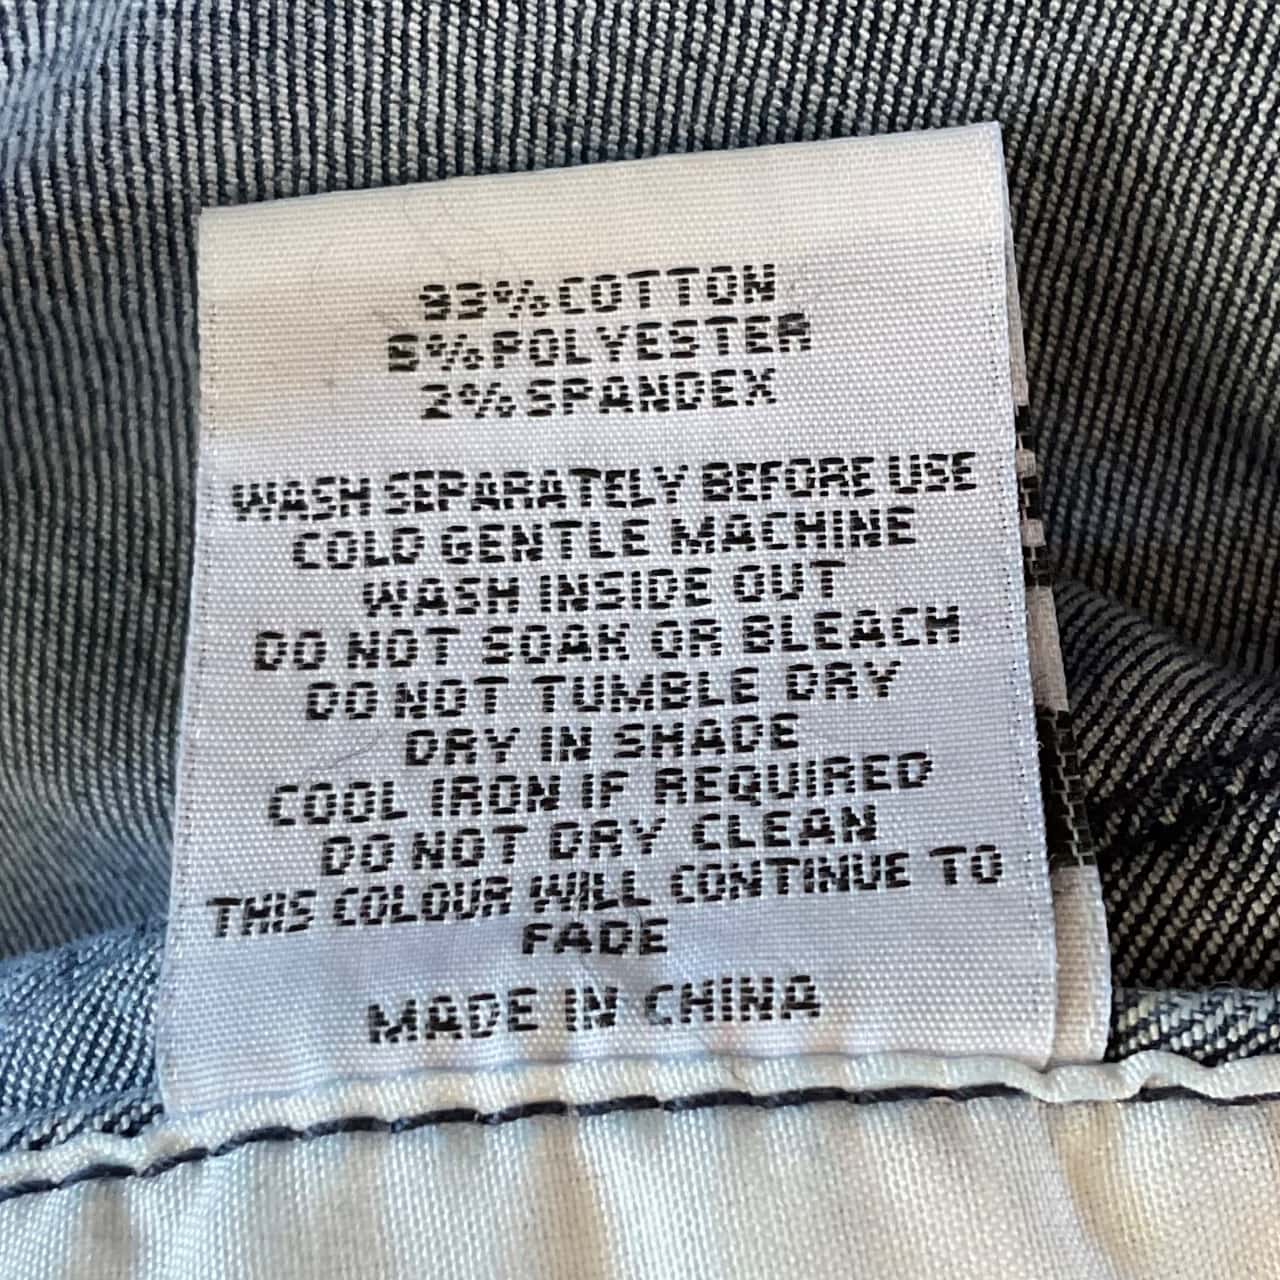 93%COTTON
5%POLYESTER
2%SPANDEX
WASH SEPARATELY BEFORE USE
COLD GENTLE MACHINE
WASH INSIDE OUT
DO NOT SOAK OR BLEACH
DO NOT TUMBLE DRY
DRY IN SHADE
COOL IRON IF REQUIRED
DO NOT DRY CLEAN
THIS COLOUR WILL CONTINUE TO
FADE
MADE IN CHINA